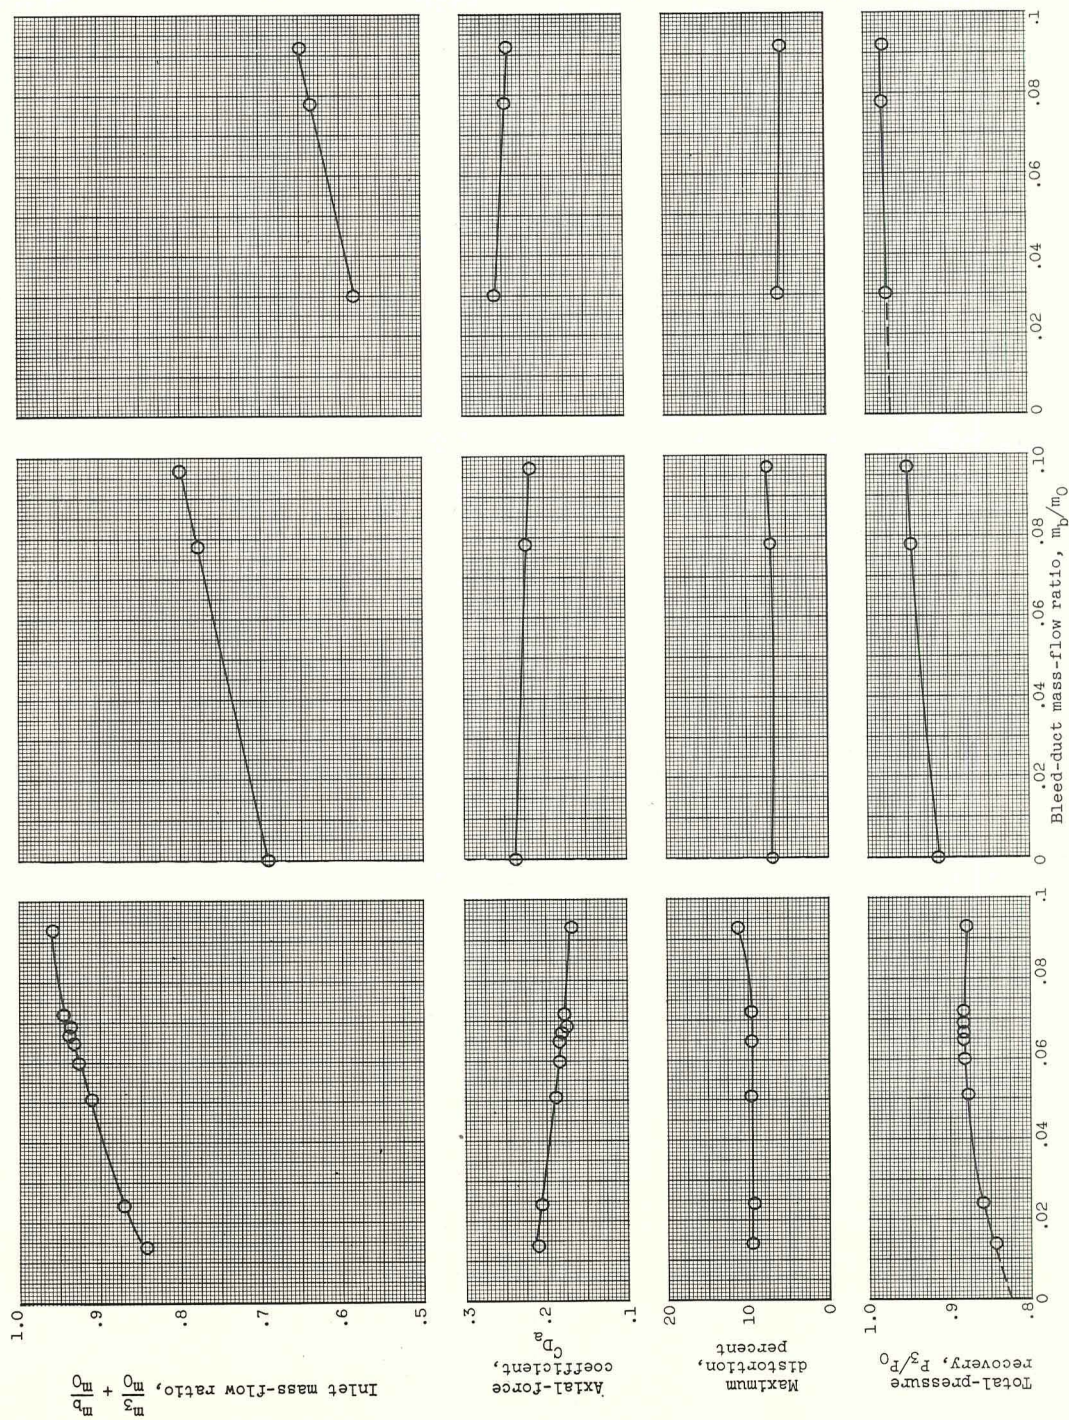 Inlet mass-flow ratio,
m₃/m₀ + m_b/m₀
1.0
.9
.8
.7
.6
.5
Axial-force
coefficient,
C_Da
.3
.2
.1
Maximum
distortion,
percent
20
10
0
Total-pressure
recovery, P₃/P₀
1.0
.9
.8
0 .02 .04 .06 .08 .1
0 .02 .04 .06 .08 .10
0 .02 .04 .06 .08 .1
Bleed-duct mass-flow ratio, m_b/m₀